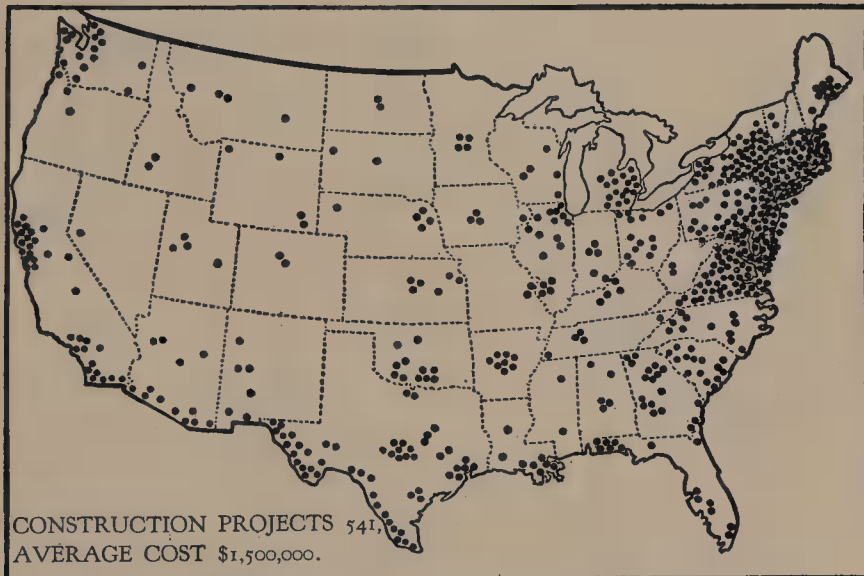 CONSTRUCTION PROJECTS 541,
AVERAGE COST $1,500,000.